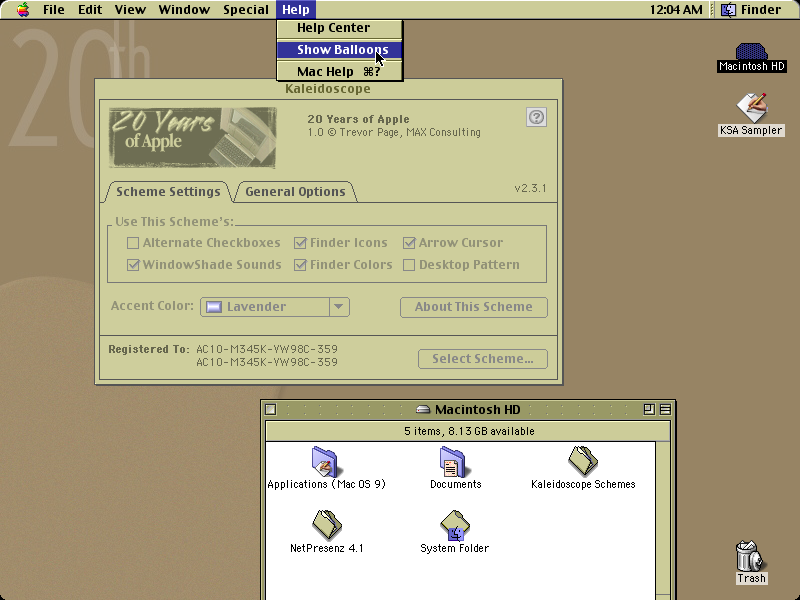 File Edit View Window Special Help 12:04 AM Finder
Help Center
Show Balloons
Mac Help ⌘?
20th
Macintosh HD
KSA Sampler
Kaleidoscope
20 Years
of Apple
20 Years of Apple
1.0 © Trevor Page, MAX Consulting
Scheme Settings General Options v2.3.1
Use This Scheme's:
Alternate Checkboxes Finder Icons Arrow Cursor
WindowShade Sounds Finder Colors Desktop Pattern
Accent Color: Lavender About This Scheme
Registered To: AC10-M345K-VW98C-359
AC10-M345K-VW98C-359
Select Scheme...
Macintosh HD
5 items, 8.13 GB available
Applications (Mac OS 9) Documents Kaleidoscope Schemes
NetPresenz 4.1 System Folder
Trash